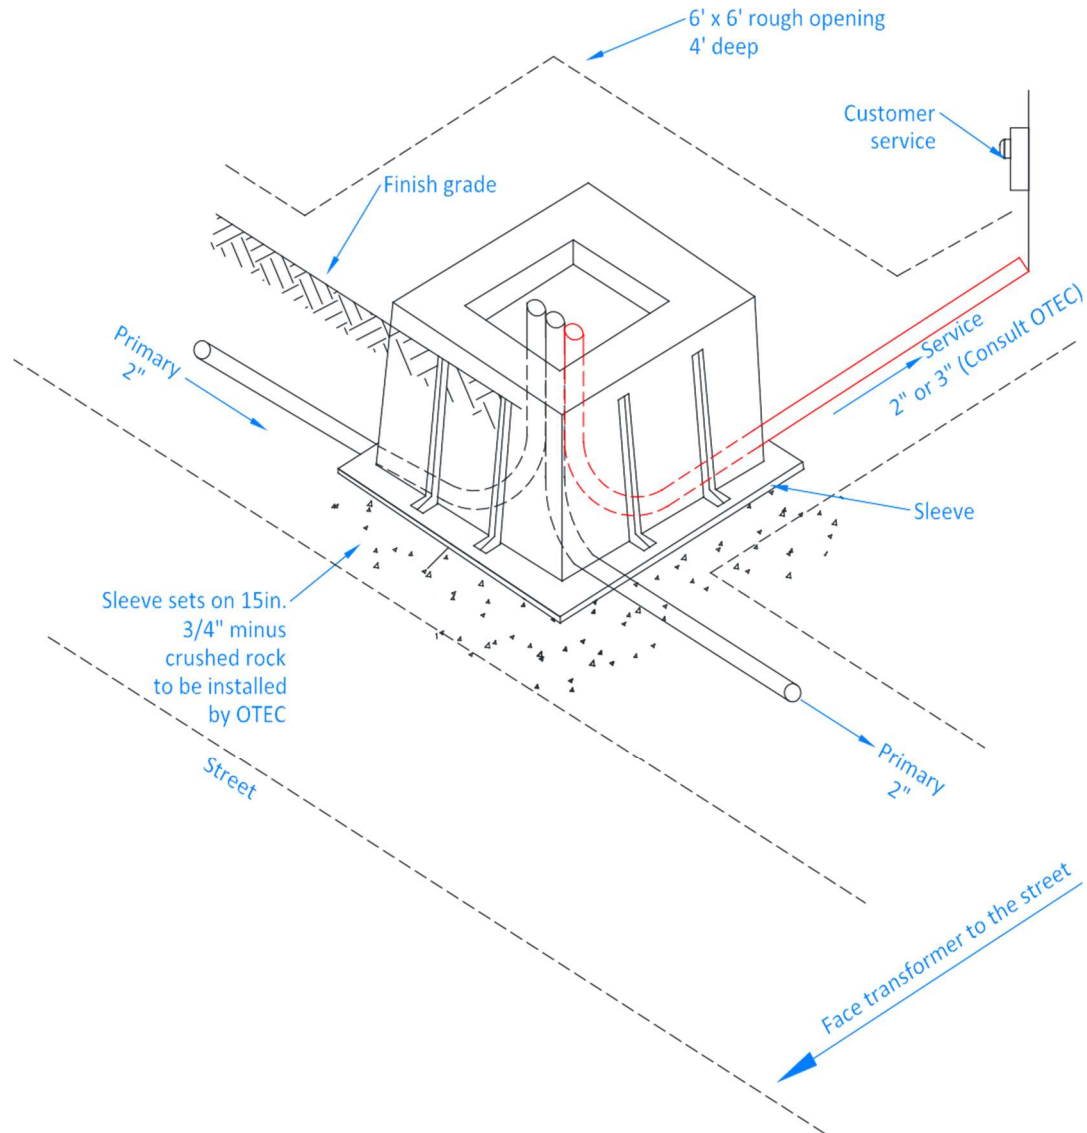 6' x 6' rough opening
4' deep
Customer
service
Finish grade
Primary
2"
Service
2" or 3" (Consult OTEC)
Sleeve
Sleeve sets on 15in.
3/4" minus
crushed rock
to be installed
by OTEC
Street
Primary
2"
Face transformer to the street